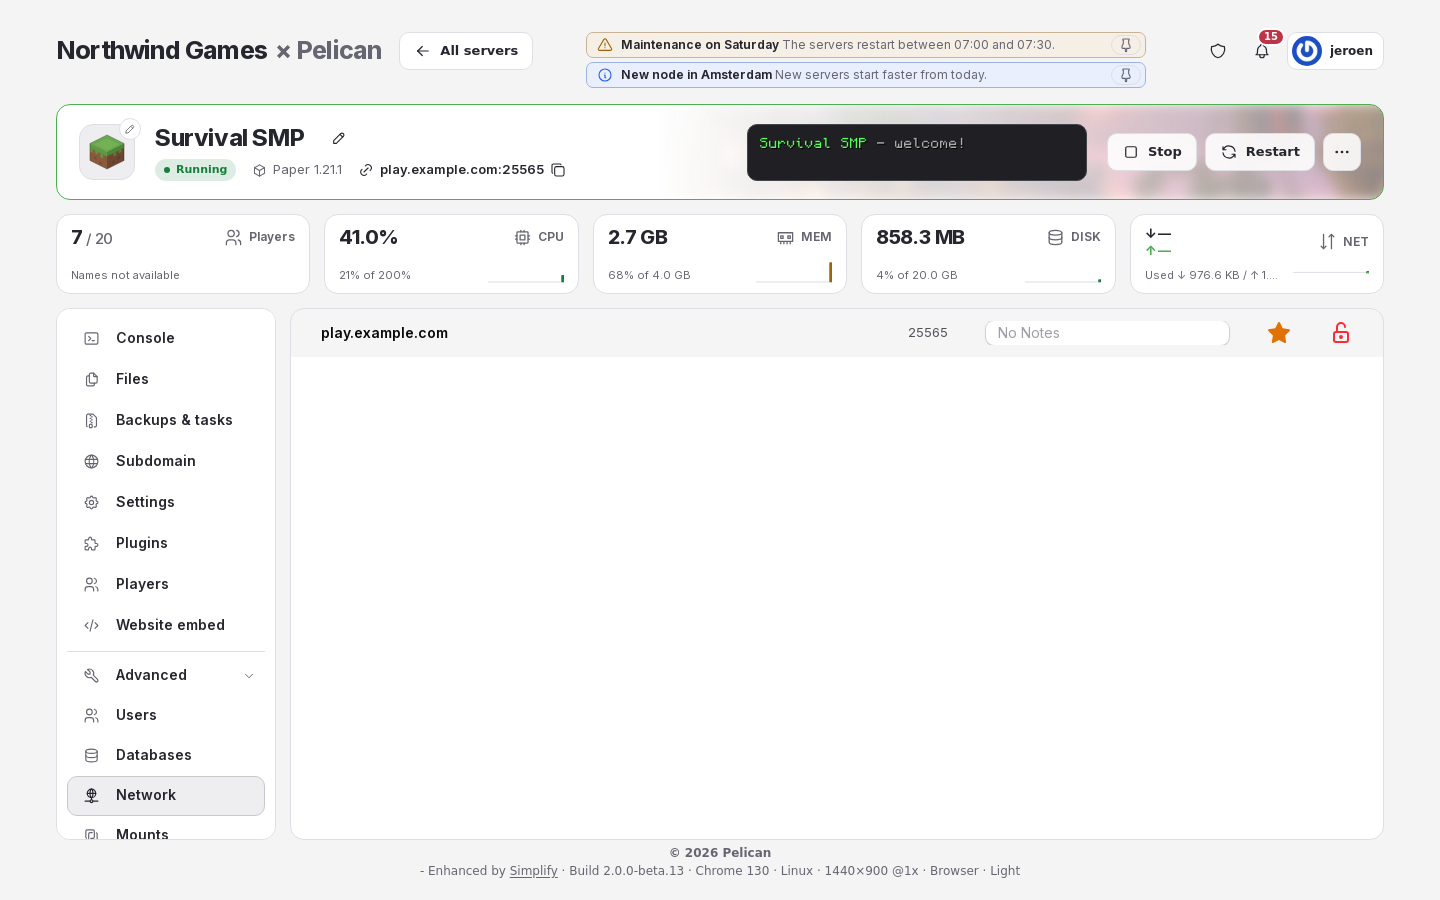 Northwind Games × Pelican
All servers
Maintenance on Saturday The servers restart between 07:00 and 07:30.
New node in Amsterdam New servers start faster from today.
15
jeroen
Survival SMP
Running
Paper 1.21.1
play.example.com:25565
Survival SMP - welcome!
Stop
Restart
7 / 20
Players
Names not available
41.0%
CPU
21% of 200%
2.7 GB
MEM
68% of 4.0 GB
858.3 MB
DISK
4% of 20.0 GB
↓—
↑—
NET
Used ↓ 976.6 KB / ↑ 1....
Console
Files
Backups & tasks
Subdomain
Settings
Plugins
Players
Website embed
Advanced
Users
Databases
Network
Mounts
play.example.com
25565
No Notes
© 2026 Pelican
- Enhanced by Simplify · Build 2.0.0-beta.13 · Chrome 130 · Linux · 1440×900 @1x · Browser · Light